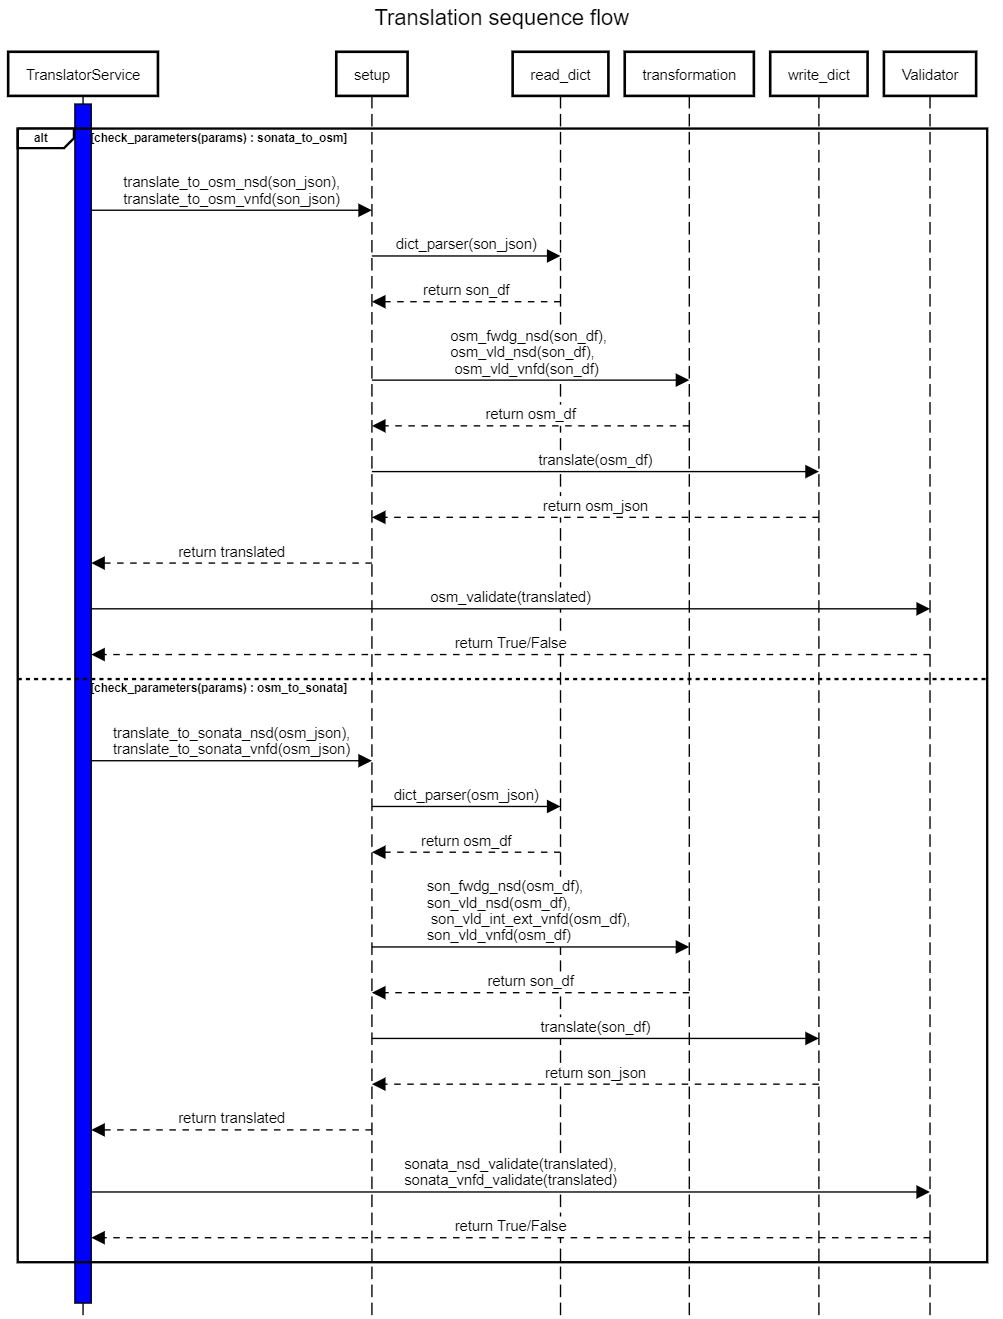 Translation sequence flow
TranslatorService
setup
read_dict
transformation
write_dict
Validator
alt
[check_parameters(params) : sonata_to_osm]
translate_to_osm_nsd(son_json),
translate_to_osm_vnfd(son_json)
dict_parser(son_json)
return son_df
osm_fwdg_nsd(son_df),
osm_vld_nsd(son_df),
osm_vld_vnfd(son_df)
return osm_df
translate(osm_df)
return osm_json
return translated
osm_validate(translated)
return True/False
[check_parameters(params) : osm_to_sonata]
translate_to_sonata_nsd(osm_json),
translate_to_sonata_vnfd(osm_json)
dict_parser(osm_json)
return osm_df
son_fwdg_nsd(osm_df),
son_vld_nsd(osm_df),
son_vld_int_ext_vnfd(osm_df),
son_vld_vnfd(osm_df)
return son_df
translate(son_df)
return son_json
return translated
sonata_nsd_validate(translated),
sonata_vnfd_validate(translated)
return True/False